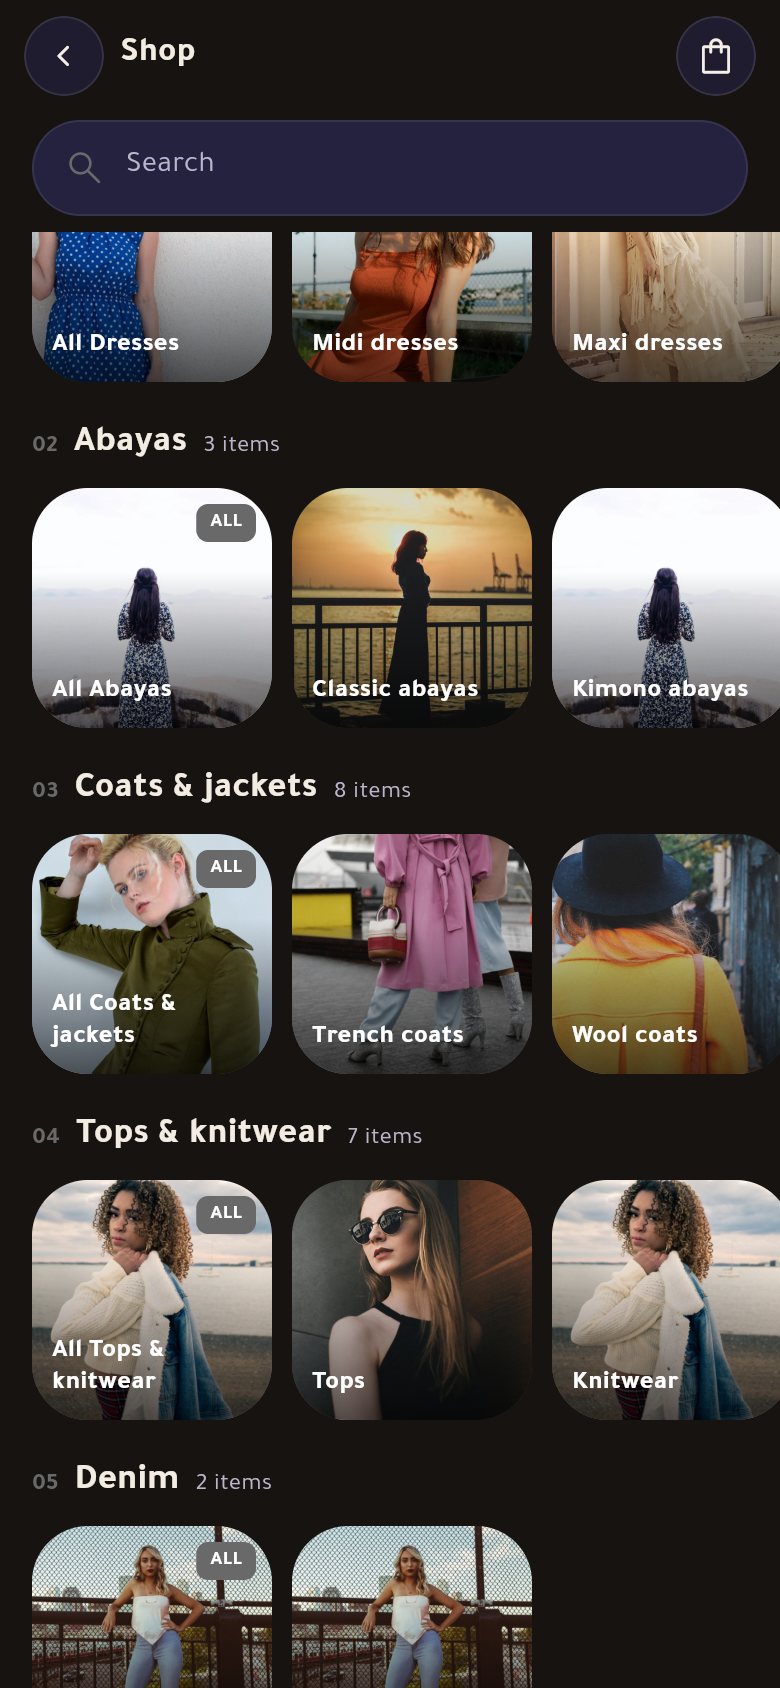 Shop
Search
All Dresses
Midi dresses
Maxi dresses
02 Abayas 3 items
ALL
All Abayas
Classic abayas
Kimono abayas
03 Coats & jackets 8 items
ALL
All Coats &
jackets
Trench coats
Wool coats
04 Tops & knitwear 7 items
ALL
All Tops &
knitwear
Tops
Knitwear
05 Denim 2 items
ALL